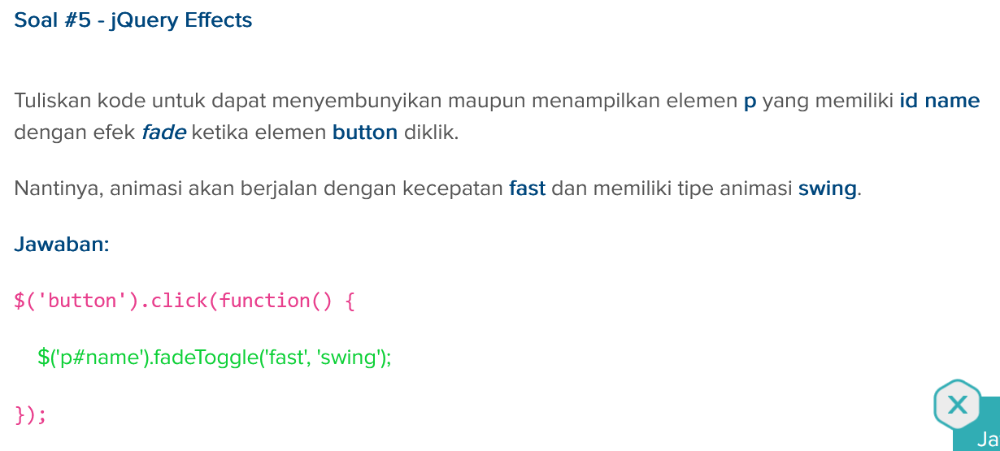 Soal #5 - jQuery Effects
Tuliskan kode untuk dapat menyembunyikan maupun menampilkan elemen p yang memiliki id name
dengan efek fade ketika elemen button diklik.
Nantinya, animasi akan berjalan dengan kecepatan fast dan memiliki tipe animasi swing.
Jawaban:
$('button').click(function() {
$('p#name').fadeToggle('fast', 'swing');
});
X
Ja